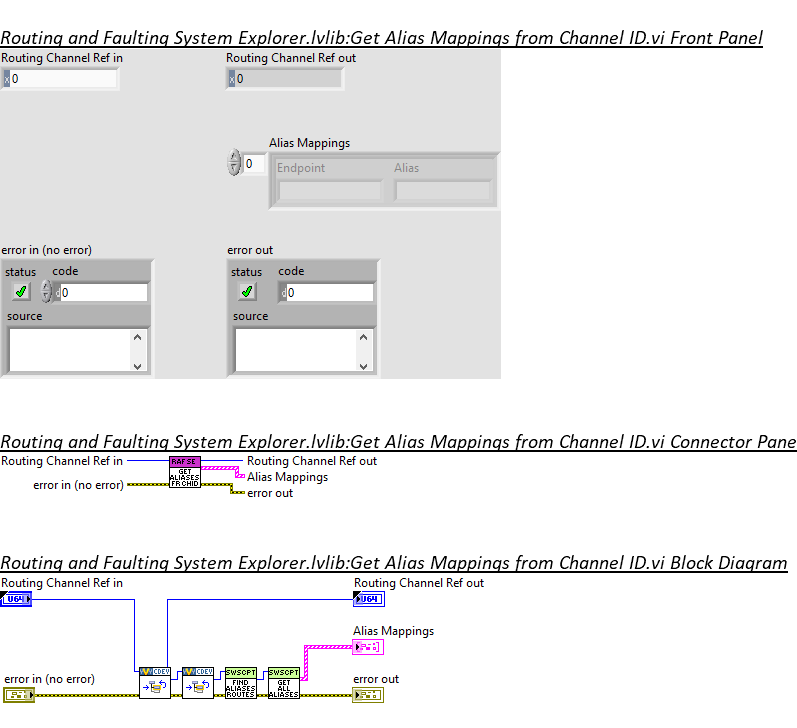 Routing and Faulting System Explorer.lvlib:Get Alias Mappings from Channel ID.vi Front Panel
Routing Channel Ref in Routing Channel Ref out
x 0 x 0
Alias Mappings
0
Endpoint Alias
error in (no error) error out
status code status code
d 0 d 0
source source
Routing and Faulting System Explorer.lvlib:Get Alias Mappings from Channel ID.vi Connector Pane
Routing Channel Ref in RAFSE Routing Channel Ref out
GET Alias Mappings
ALIASES
error in (no error) FR CHID error out
Routing and Faulting System Explorer.lvlib:Get Alias Mappings from Channel ID.vi Block Diagram
Routing Channel Ref in Routing Channel Ref out
U64 U64
Alias Mappings
error in (no error) CDEV CDEV SWSCPT SWSCPT error out
FIND GET
ALIASES ALL
ROUTES ALIASES